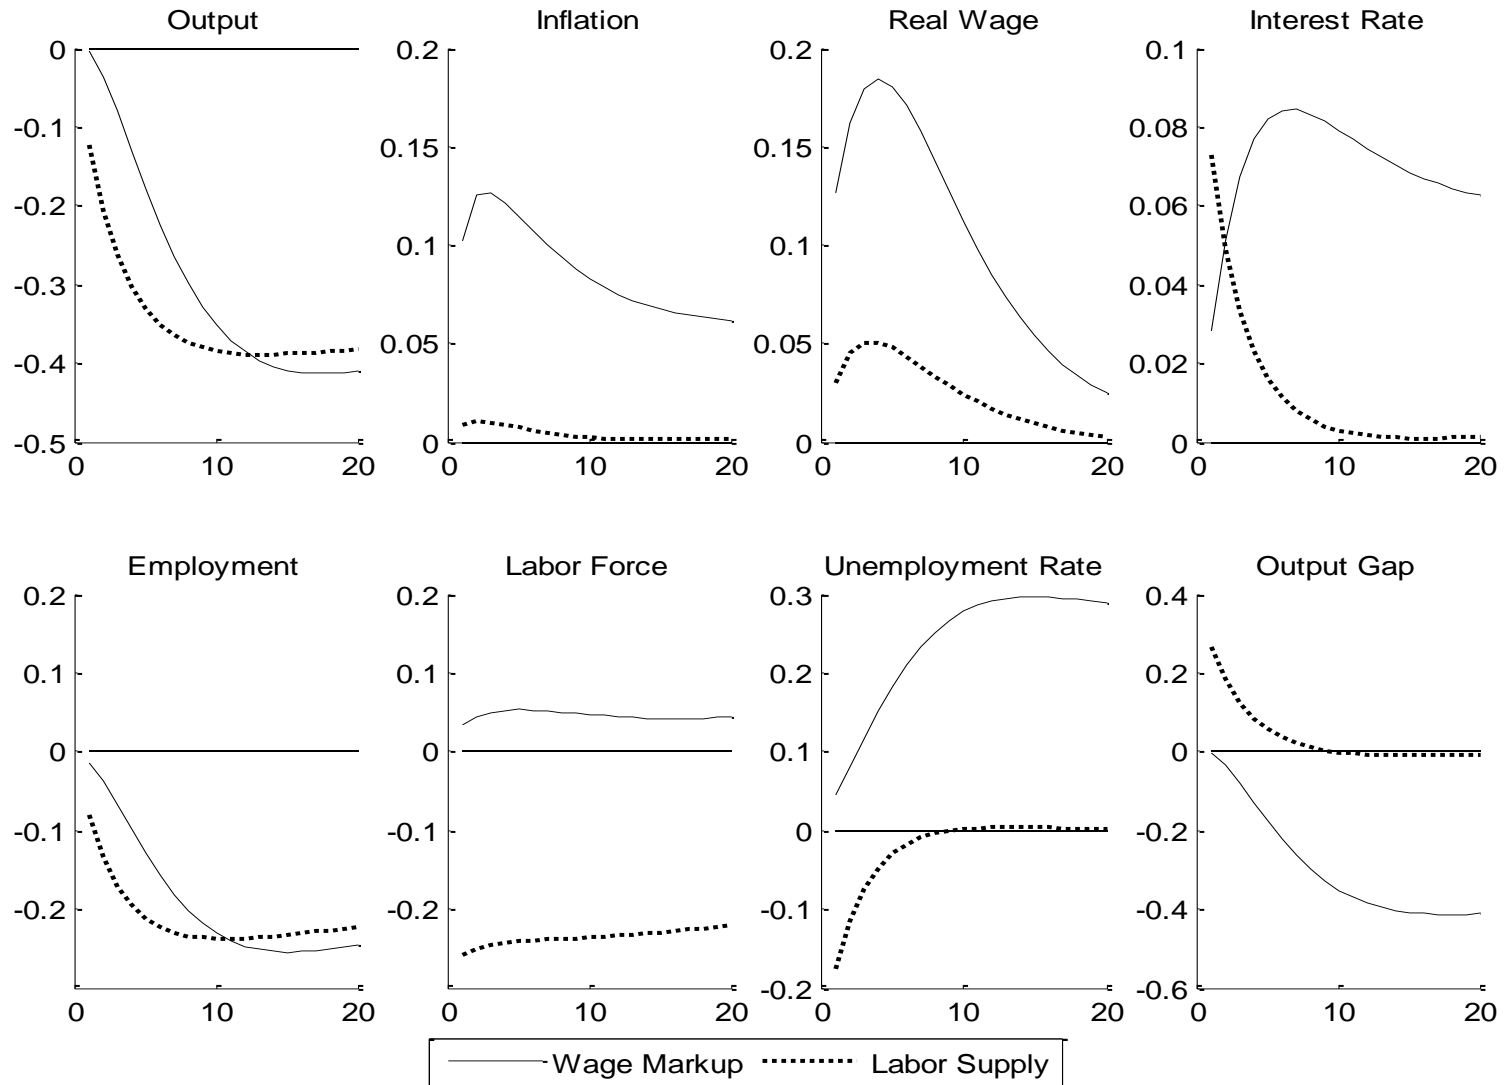 Output Inflation Real Wage Interest Rate
0 0.2 0.2 0.1
-0.1 0.15 0.15 0.08
-0.2 0.1 0.1 0.06
-0.3 0.05 0.05 0.04
-0.4 0.02
-0.5 0 0 0
0 10 20 0 10 20 0 10 20 0 10 20
Employment Labor Force Unemployment Rate Output Gap
0.2 0.2 0.3 0.4
0.1 0.1 0.2 0.2
0 0 0.1 0
-0.1 -0.1 0 -0.2
-0.2 -0.2 -0.1 -0.4
-0.2 -0.6
0 10 20 0 10 20 0 10 20 0 10 20
Wage Markup Labor Supply